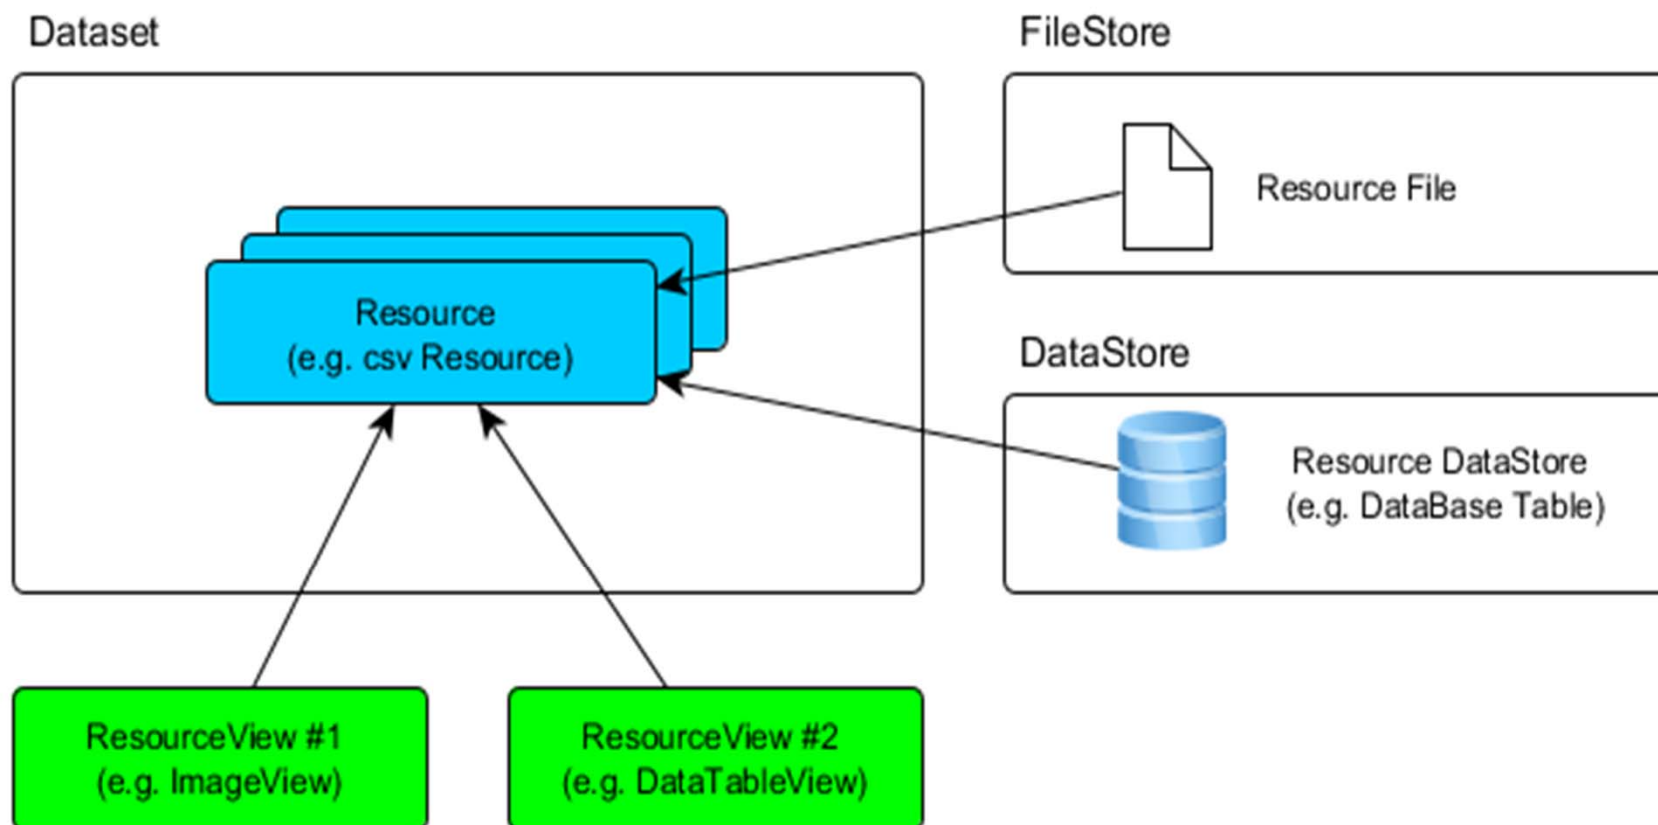 Dataset
FileStore
Resource File
Resource
(e.g. csv Resource)
DataStore
Resource DataStore
(e.g. DataBase Table)
ResourceView #1
(e.g. ImageView)
ResourceView #2
(e.g. DataTableView)